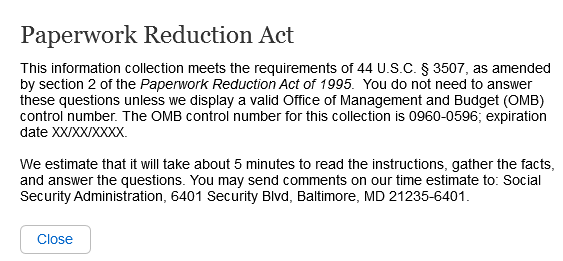 Paperwork Reduction Act
This information collection meets the requirements of 44 U.S.C. § 3507, as amended
by section 2 of the Paperwork Reduction Act of 1995.  You do not need to answer
these questions unless we display a valid Office of Management and Budget (OMB)
control number. The OMB control number for this collection is 0960-0596; expiration
date XX/XX/XXXX.
We estimate that it will take about 5 minutes to read the instructions, gather the facts,
and answer the questions. You may send comments on our time estimate to: Social
Security Administration, 6401 Security Blvd, Baltimore, MD 21235-6401.
Close